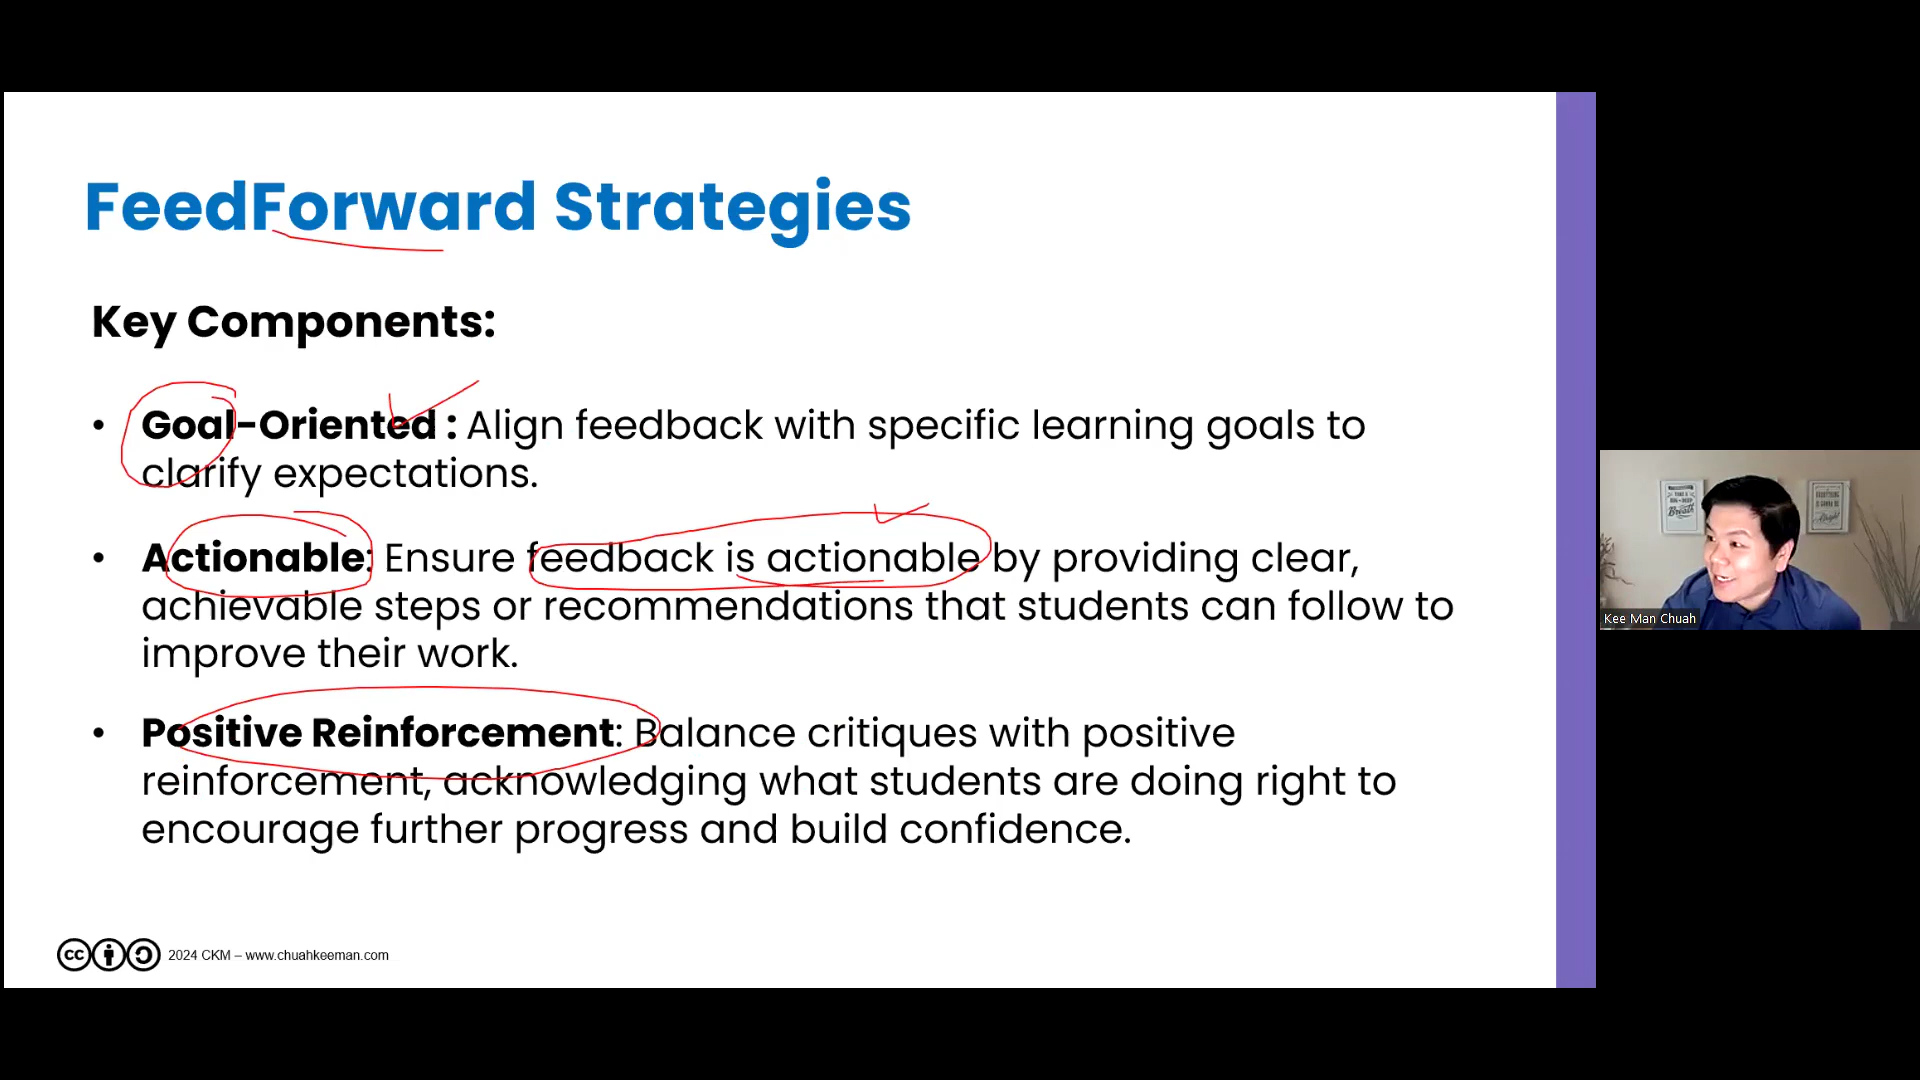 FeedForward Strategies
Key Components:
• Goal-Oriented : Align feedback with specific learning goals to
clarify expectations.
• Actionable: Ensure feedback is actionable by providing clear,
achievable steps or recommendations that students can follow to
improve their work.
• Positive Reinforcement: Balance critiques with positive
reinforcement, acknowledging what students are doing right to
encourage further progress and build confidence.
cc 2024 CKM – www.chuahkeeman.com
Breath
Alright
Kee Man Chuah